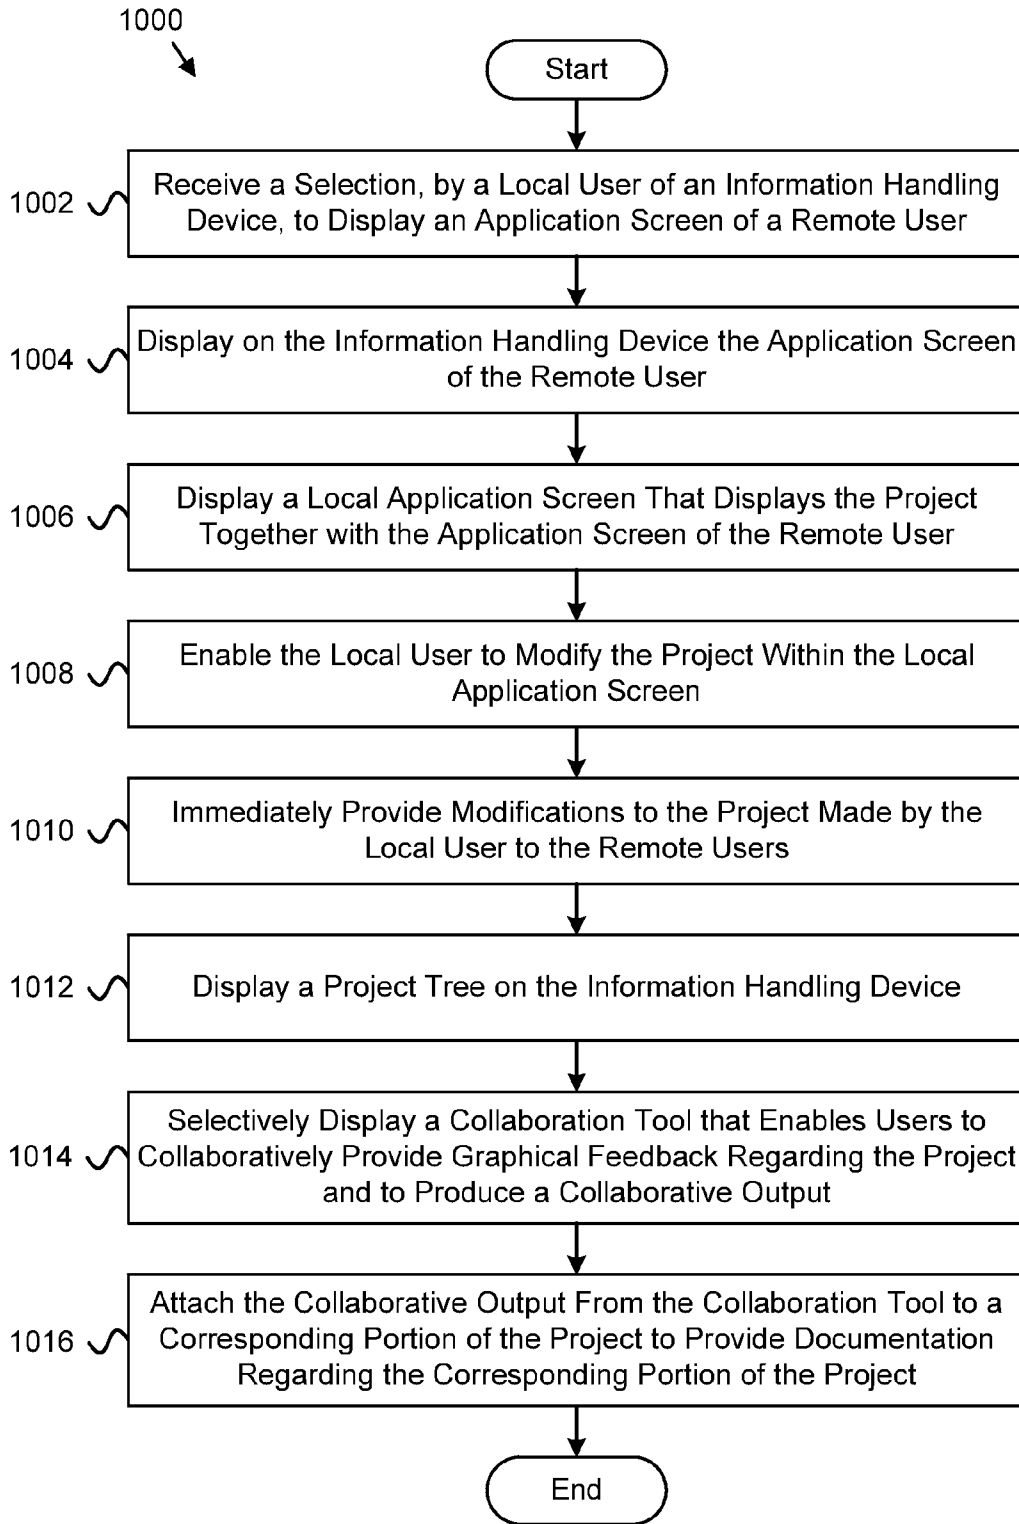 1000
Start
1002
Receive a Selection, by a Local User of an Information Handling
Device, to Display an Application Screen of a Remote User
1004
Display on the Information Handling Device the Application Screen
of the Remote User
1006
Display a Local Application Screen That Displays the Project
Together with the Application Screen of the Remote User
1008
Enable the Local User to Modify the Project Within the Local
Application Screen
1010
Immediately Provide Modifications to the Project Made by the
Local User to the Remote Users
1012
Display a Project Tree on the Information Handling Device
1014
Selectively Display a Collaboration Tool that Enables Users to
Collaboratively Provide Graphical Feedback Regarding the Project
and to Produce a Collaborative Output
1016
Attach the Collaborative Output From the Collaboration Tool to a
Corresponding Portion of the Project to Provide Documentation
Regarding the Corresponding Portion of the Project
End